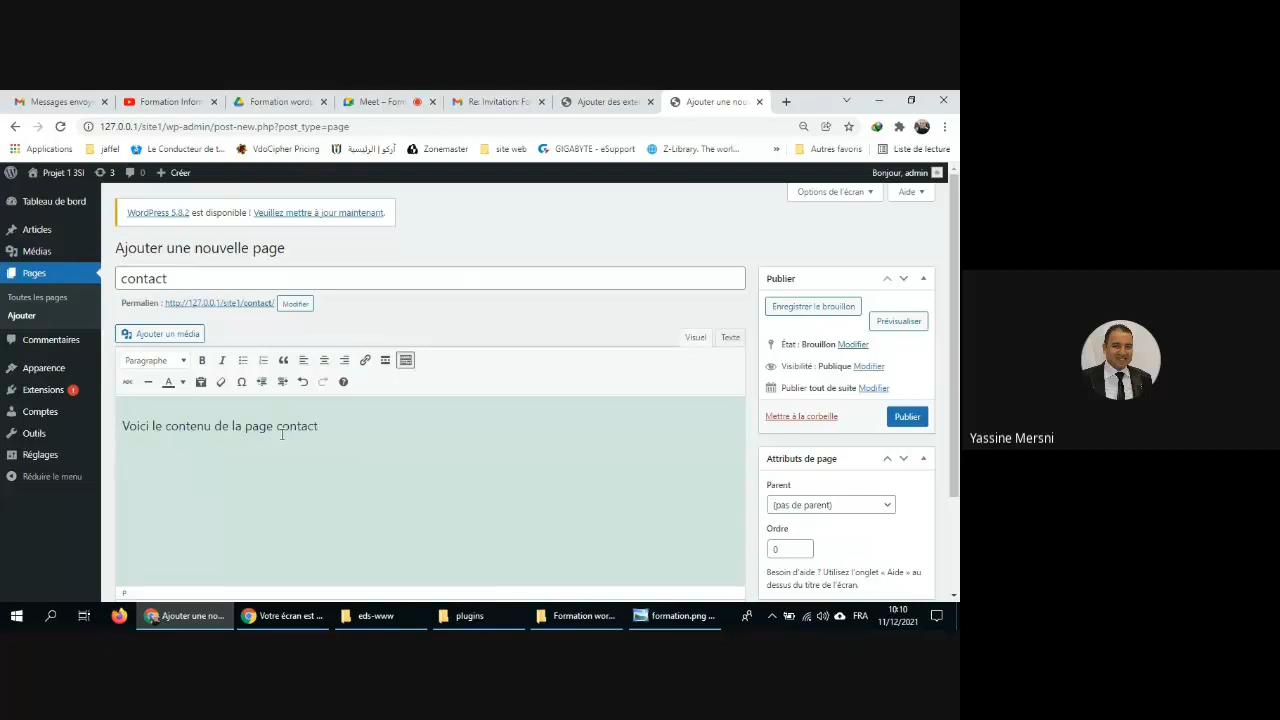 Messages envoy
Formation Inforr
Formation wordp
Meet – Form
Re: Invitation: Fo
Ajouter des exte
Ajouter une nou
127.0.0.1/site1/wp-admin/post-new.php?post_type=page
Applications
jaffel
Le Conducteur de t...
VdoCipher Pricing
أركو | الرئيسية
Zonemaster
site web
GIGABYTE - eSupport
Z-Library. The worl...
»
Autres favoris
Liste de lecture
Projet 1 3SI
3
0
Créer
Bonjour, admin
Options de l'écran
Aide
Tableau de bord
Articles
Médias
Pages
Toutes les pages
Ajouter
Commentaires
Apparence
Extensions 1
Comptes
Outils
Réglages
Réduire le menu
WordPress 5.8.2 est disponible ! Veuillez mettre à jour maintenant.
Ajouter une nouvelle page
contact
Permalien : http://127.0.0.1/site1/contact/ Modifier
Ajouter un média
Visuel
Texte
Paragraphe
B I
ABC
A
Voici le contenu de la page contact
P
Publier
Enregistrer le brouillon
Prévisualiser
État : Brouillon Modifier
Visibilité : Publique Modifier
Publier tout de suite Modifier
Mettre à la corbeille
Publier
Attributs de page
Parent
(pas de parent)
Ordre
0
Besoin d'aide ? Utilisez l'onglet « Aide » au
dessus du titre de l'écran.
Yassine Mersni
Ajouter une no...
Votre écran est ...
eds-www
plugins
Formation wor...
formation.png ...
FRA
10:10
11/12/2021